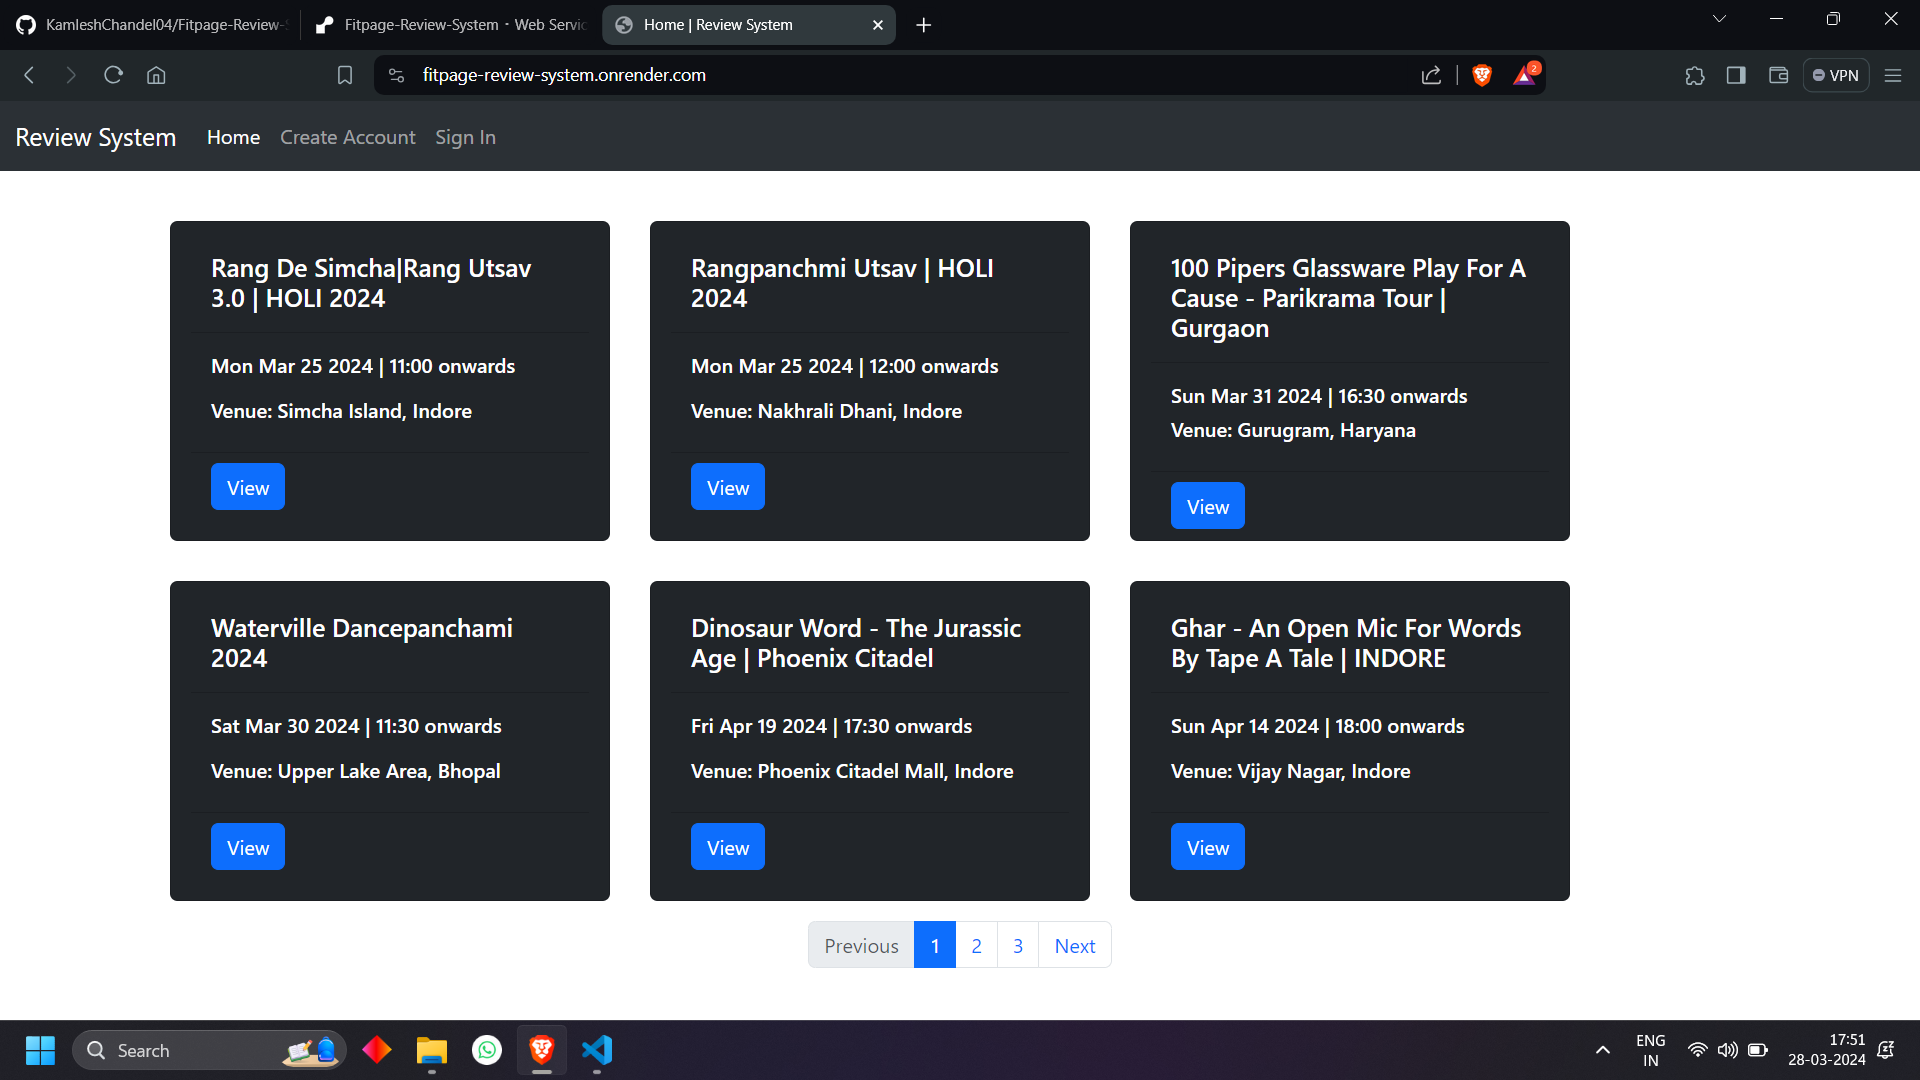 KamleshChandel04/Fitpage-Review-S
Fitpage-Review-System · Web Servic
Home | Review System
fitpage-review-system.onrender.com
2
VPN
Review System Home Create Account Sign In
Rang De Simcha|Rang Utsav
3.0 | HOLI 2024
Mon Mar 25 2024 | 11:00 onwards
Venue: Simcha Island, Indore
View
Rangpanchmi Utsav | HOLI
2024
Mon Mar 25 2024 | 12:00 onwards
Venue: Nakhrali Dhani, Indore
View
100 Pipers Glassware Play For A
Cause - Parikrama Tour |
Gurgaon
Sun Mar 31 2024 | 16:30 onwards
Venue: Gurugram, Haryana
View
Waterville Dancepanchami
2024
Sat Mar 30 2024 | 11:30 onwards
Venue: Upper Lake Area, Bhopal
View
Dinosaur Word - The Jurassic
Age | Phoenix Citadel
Fri Apr 19 2024 | 17:30 onwards
Venue: Phoenix Citadel Mall, Indore
View
Ghar - An Open Mic For Words
By Tape A Tale | INDORE
Sun Apr 14 2024 | 18:00 onwards
Venue: Vijay Nagar, Indore
View
Previous 1 2 3 Next
Search
ENG
IN
17:51
28-03-2024